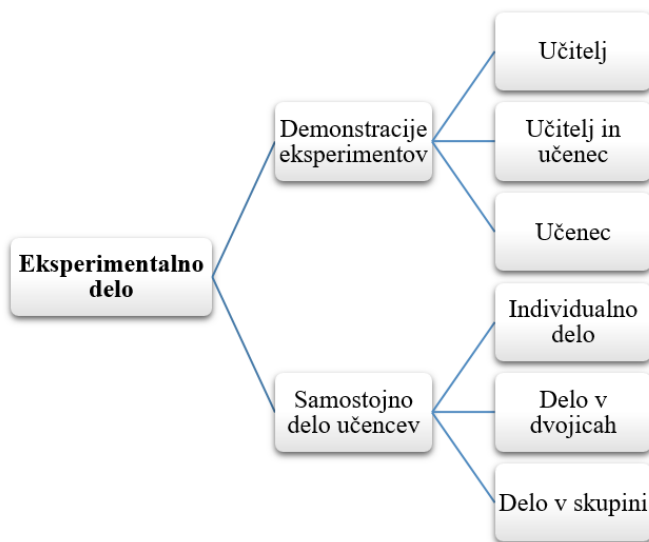 Eksperimentalno
delo
Demonstracije
eksperimentov
Učitelj
Učitelj in
učenec
Učenec
Samostojno
delo učencev
Individualno
delo
Delo v
dvojicah
Delo v skupini